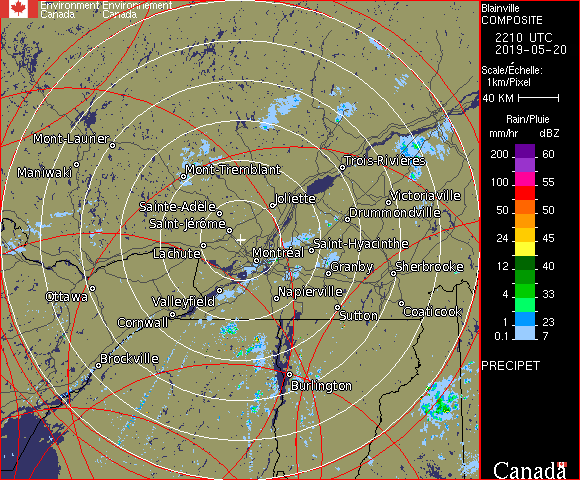 Environment Environnement
Canada Canada
Blainville
COMPOSITE
2210 UTC
2019-05-20
Scale/Échelle:
1km/Pixel
40 KM
Rain/Pluie
mm/hr dBZ
200 60
100 55
50 50
24 45
12 40
4 33
1 23
0.1 7
PRECIPET
Mont-Laurier
Maniwaki
Mont-Tremblant
Trois-Rivières
Sainte-Adèle
Joliette
Victoriaville
Saint-Jérôme
Drummondville
Lachute
Montréal
Saint-Hyacinthe
Granby
Sherbrooke
Ottawa
Valleyfield
Napierville
Cornwall
Sutton
Coaticook
Brockville
Burlington
Canada